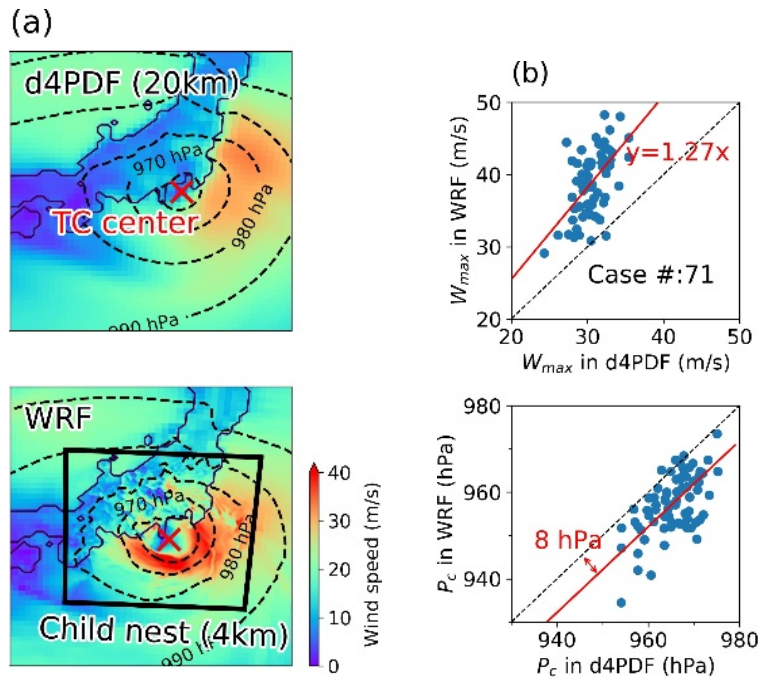 (a)
d4PDF (20km)
970 hPa
TC center
980 hPa
990 hPa
WRF
970 hPa
980 hPa
Child nest (4km)
990 hPa
40
30
20
10
0
Wind speed (m/s)
(b)
50
40
30
20
W_max in WRF (m/s)
y=1.27x
Case #:71
20 30 40 50
W_max in d4PDF (m/s)
980
960
940
P_c in WRF (hPa)
8 hPa
940 960 980
P_c in d4PDF (hPa)